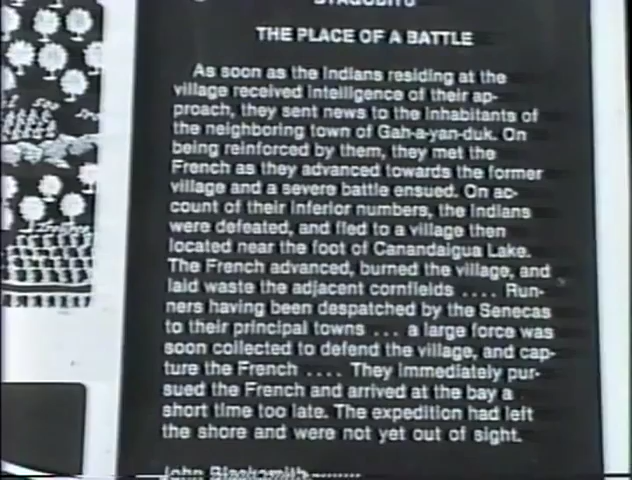 THE PLACE OF A BATTLE
As soon as the Indians residing at the
village received intelligence of their ap-
proach, they sent news to the inhabitants of
the neighboring town of Gah-a-yan-duk. On
being reinforced by them, they met the
French as they advanced towards the former
village and a severe battle ensued. On ac-
count of their inferior numbers, the Indians
were defeated, and fled to a village then
located near the foot of Canandaigua Lake.
The French advanced, burned the village, and
laid waste the adjacent cornfields .... Run-
ners having been despatched by the Senecas
to their principal towns ... a large force was
soon collected to defend the village, and cap-
ture the French .... They immediately pur-
sued the French and arrived at the bay a
short time too late. The expedition had left
the shore and were not yet out of sight.
John Blacksmith